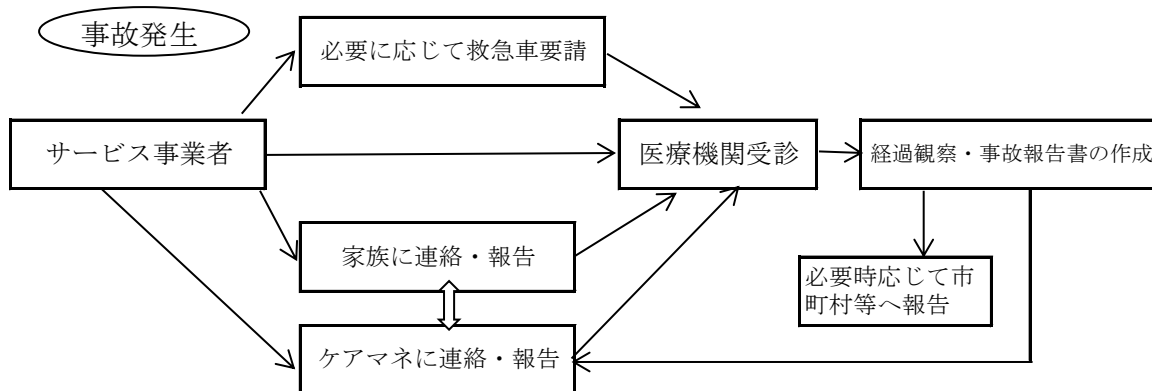 事故発生
必要に応じて救急車要請
サービス事業者
医療機関受診
経過観察・事故報告書の作成
家族に連絡・報告
必要時応じて市
町村等へ報告
ケアマネに連絡・報告